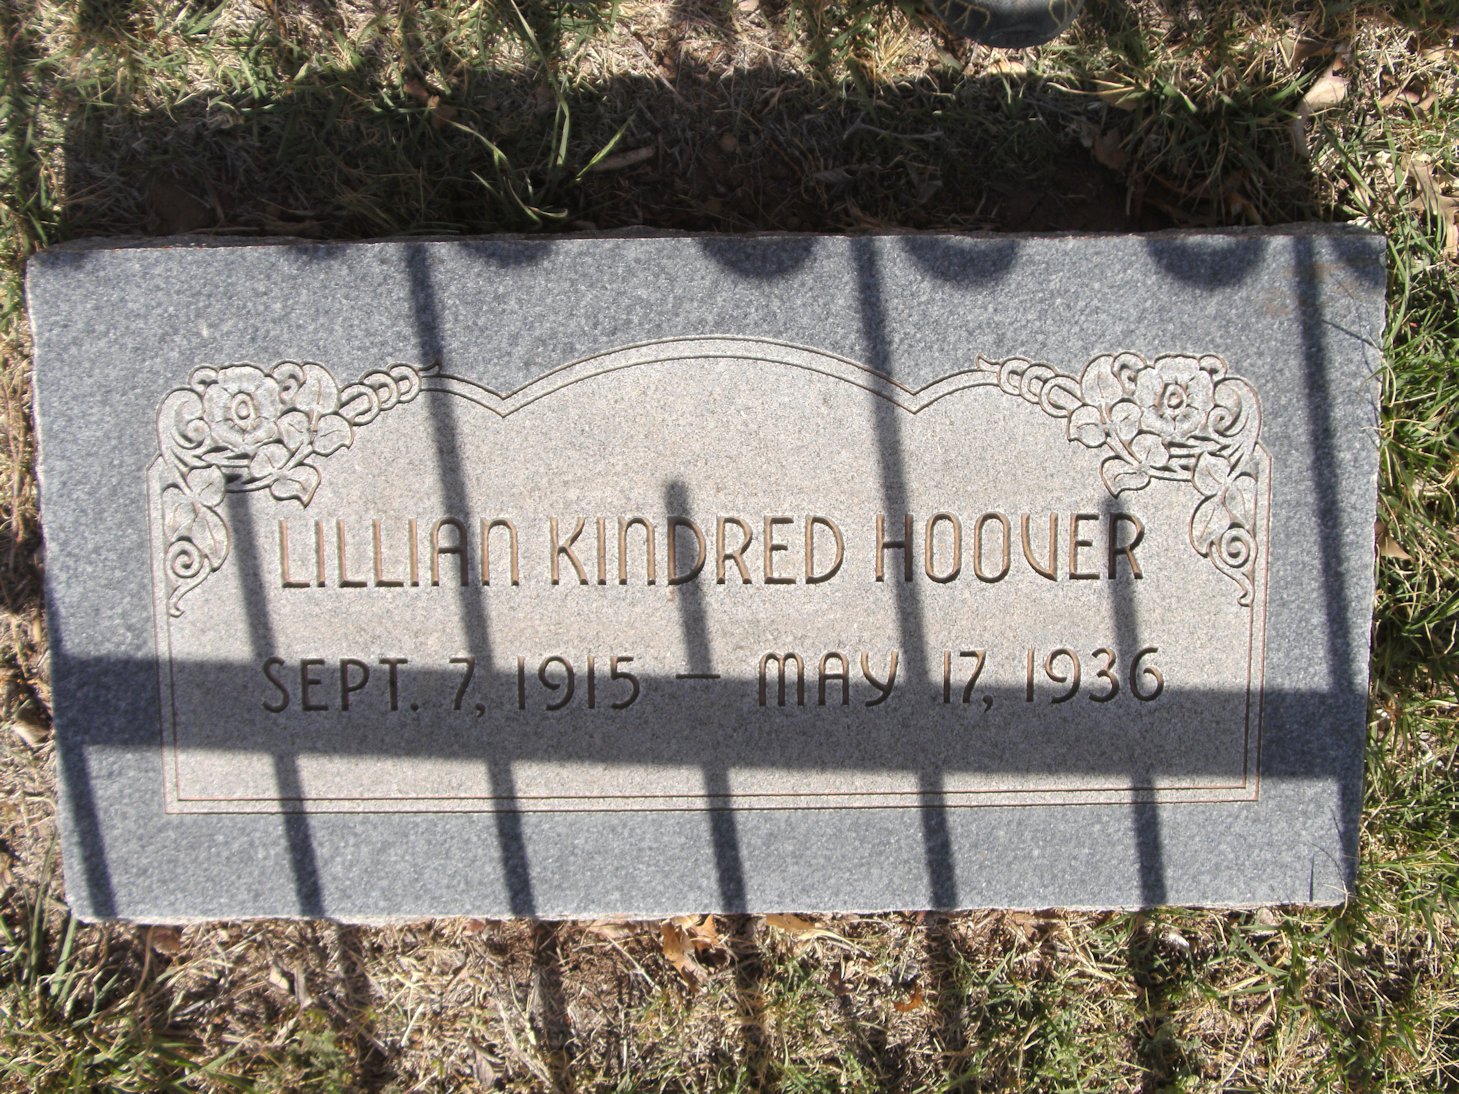 LILLIAN KINDRED HOOVER
SEPT. 7, 1915 — MAY 17, 1936